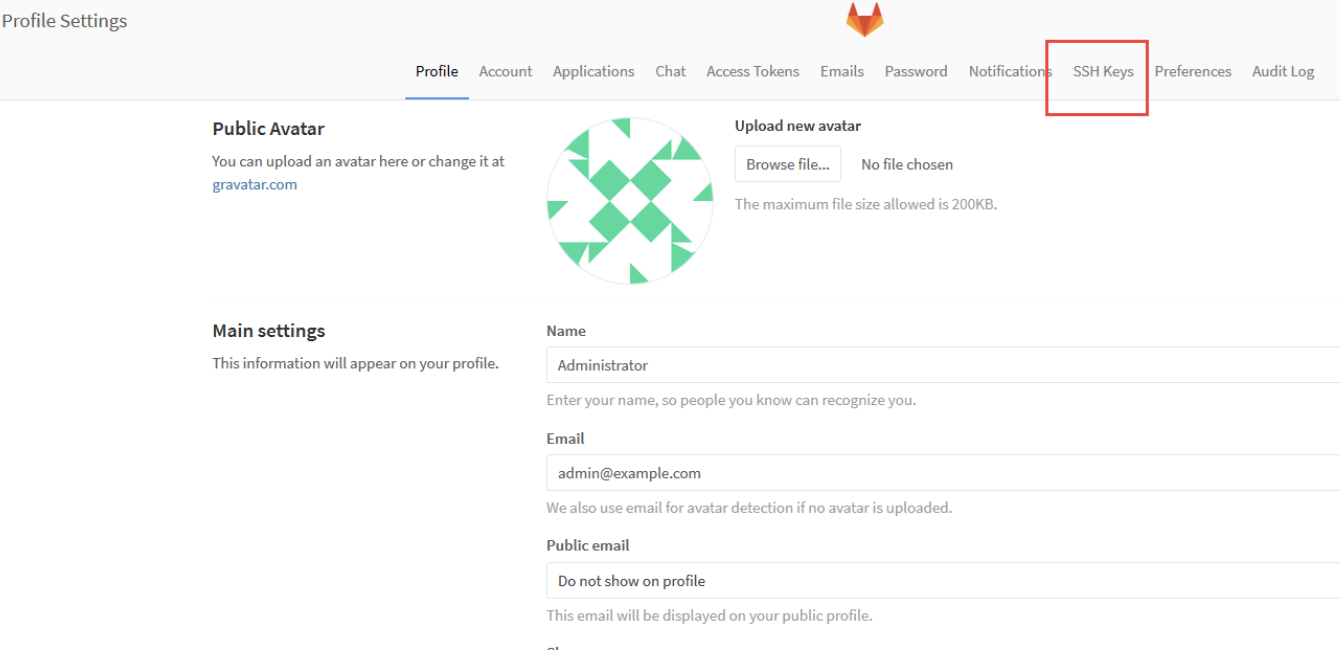 Profile Settings
Profile Account Applications Chat Access Tokens Emails Password Notifications SSH Keys Preferences Audit Log
Public Avatar
You can upload an avatar here or change it at
gravatar.com
Upload new avatar
Browse file... No file chosen
The maximum file size allowed is 200KB.
Main settings
This information will appear on your profile.
Name
Administrator
Enter your name, so people you know can recognize you.
Email
admin@example.com
We also use email for avatar detection if no avatar is uploaded.
Public email
Do not show on profile
This email will be displayed on your public profile.